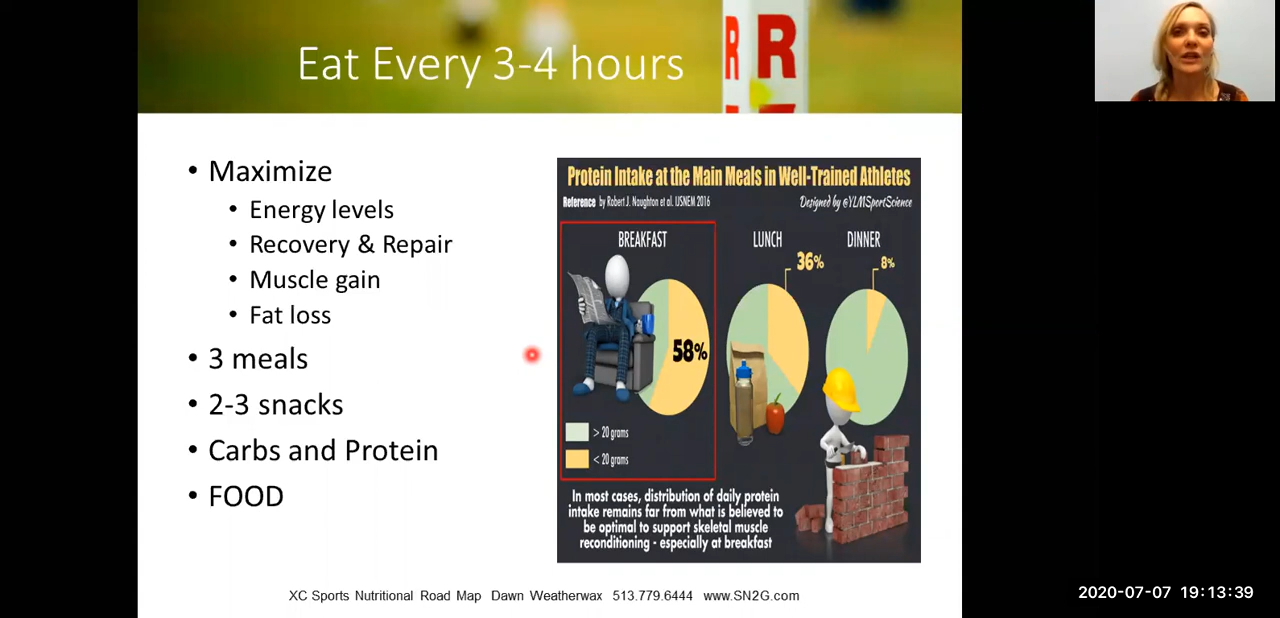 Eat Every 3-4 hours
R R
• Maximize
• Energy levels
• Recovery & Repair
• Muscle gain
• Fat loss
• 3 meals
• 2-3 snacks
• Carbs and Protein
• FOOD
Protein Intake at the Main Meals in Well-Trained Athletes
Reference by Robert J. Naughton et al. IJSNEM 2016
Designed by @YLMSportScience
BREAKFAST
LUNCH
DINNER
36%
8%
58%
> 20 grams
< 20 grams
In most cases, distribution of daily protein
intake remains far from what is believed to
be optimal to support skeletal muscle
reconditioning - especially at breakfast
XC Sports Nutritional Road Map Dawn Weatherwax 513.779.6444 www.SN2G.com
2020-07-07 19:13:39